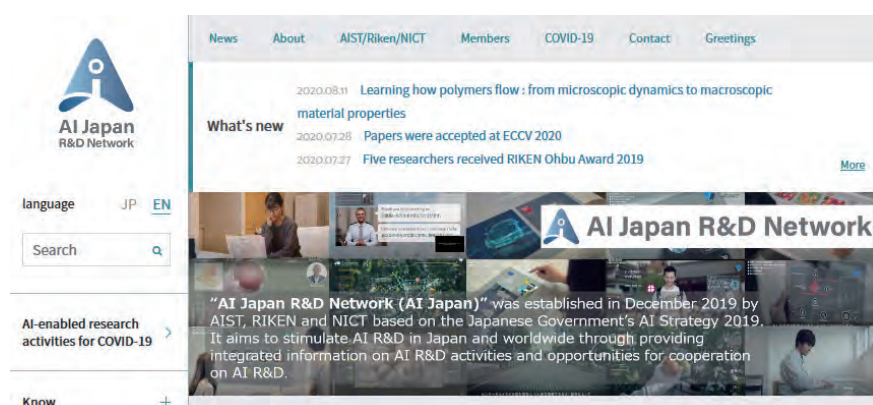 AI Japan
R&D Network
language JP EN
Search
AI-enabled research
activities for COVID-19
Know
News About AIST/Riken/NICT Members COVID-19 Contact Greetings
What's new
2020.08.11 Learning how polymers flow : from microscopic dynamics to macroscopic
material properties
2020.07.28 Papers were accepted at ECCV 2020
2020.07.27 Five researchers received RIKEN Ohbu Award 2019
More
AI Japan R&D Network
“AI Japan R&D Network (AI Japan)” was established in December 2019 by
AIST, RIKEN and NICT based on the Japanese Government’s AI Strategy 2019.
It aims to stimulate AI R&D in Japan and worldwide through providing
integrated information on AI R&D activities and opportunities for cooperation
on AI R&D.